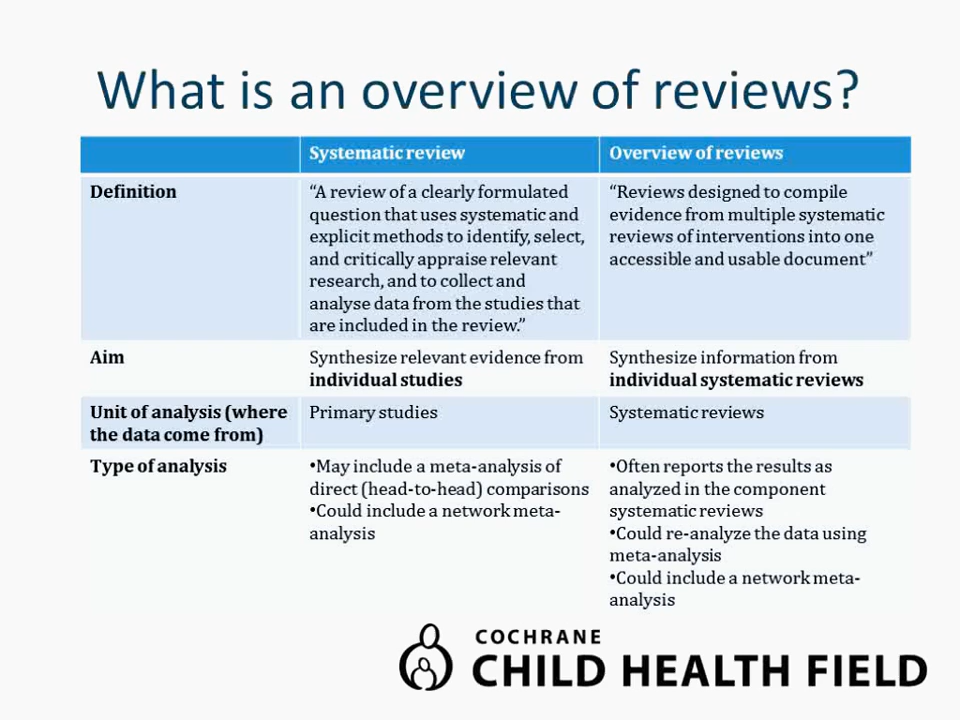 What is an overview of reviews?
Systematic review
Overview of reviews
Definition
“A review of a clearly formulated
question that uses systematic and
explicit methods to identify, select,
and critically appraise relevant
research, and to collect and
analyse data from the studies that
are included in the review.”
“Reviews designed to compile
evidence from multiple systematic
reviews of interventions into one
accessible and usable document”
Aim
Synthesize relevant evidence from
individual studies
Synthesize information from
individual systematic reviews
Unit of analysis (where
the data come from)
Primary studies
Systematic reviews
Type of analysis
•May include a meta-analysis of
direct (head-to-head) comparisons
•Could include a network meta-
analysis
•Often reports the results as
analyzed in the component
systematic reviews
•Could re-analyze the data using
meta-analysis
•Could include a network meta-
analysis
COCHRANE
CHILD HEALTH FIELD